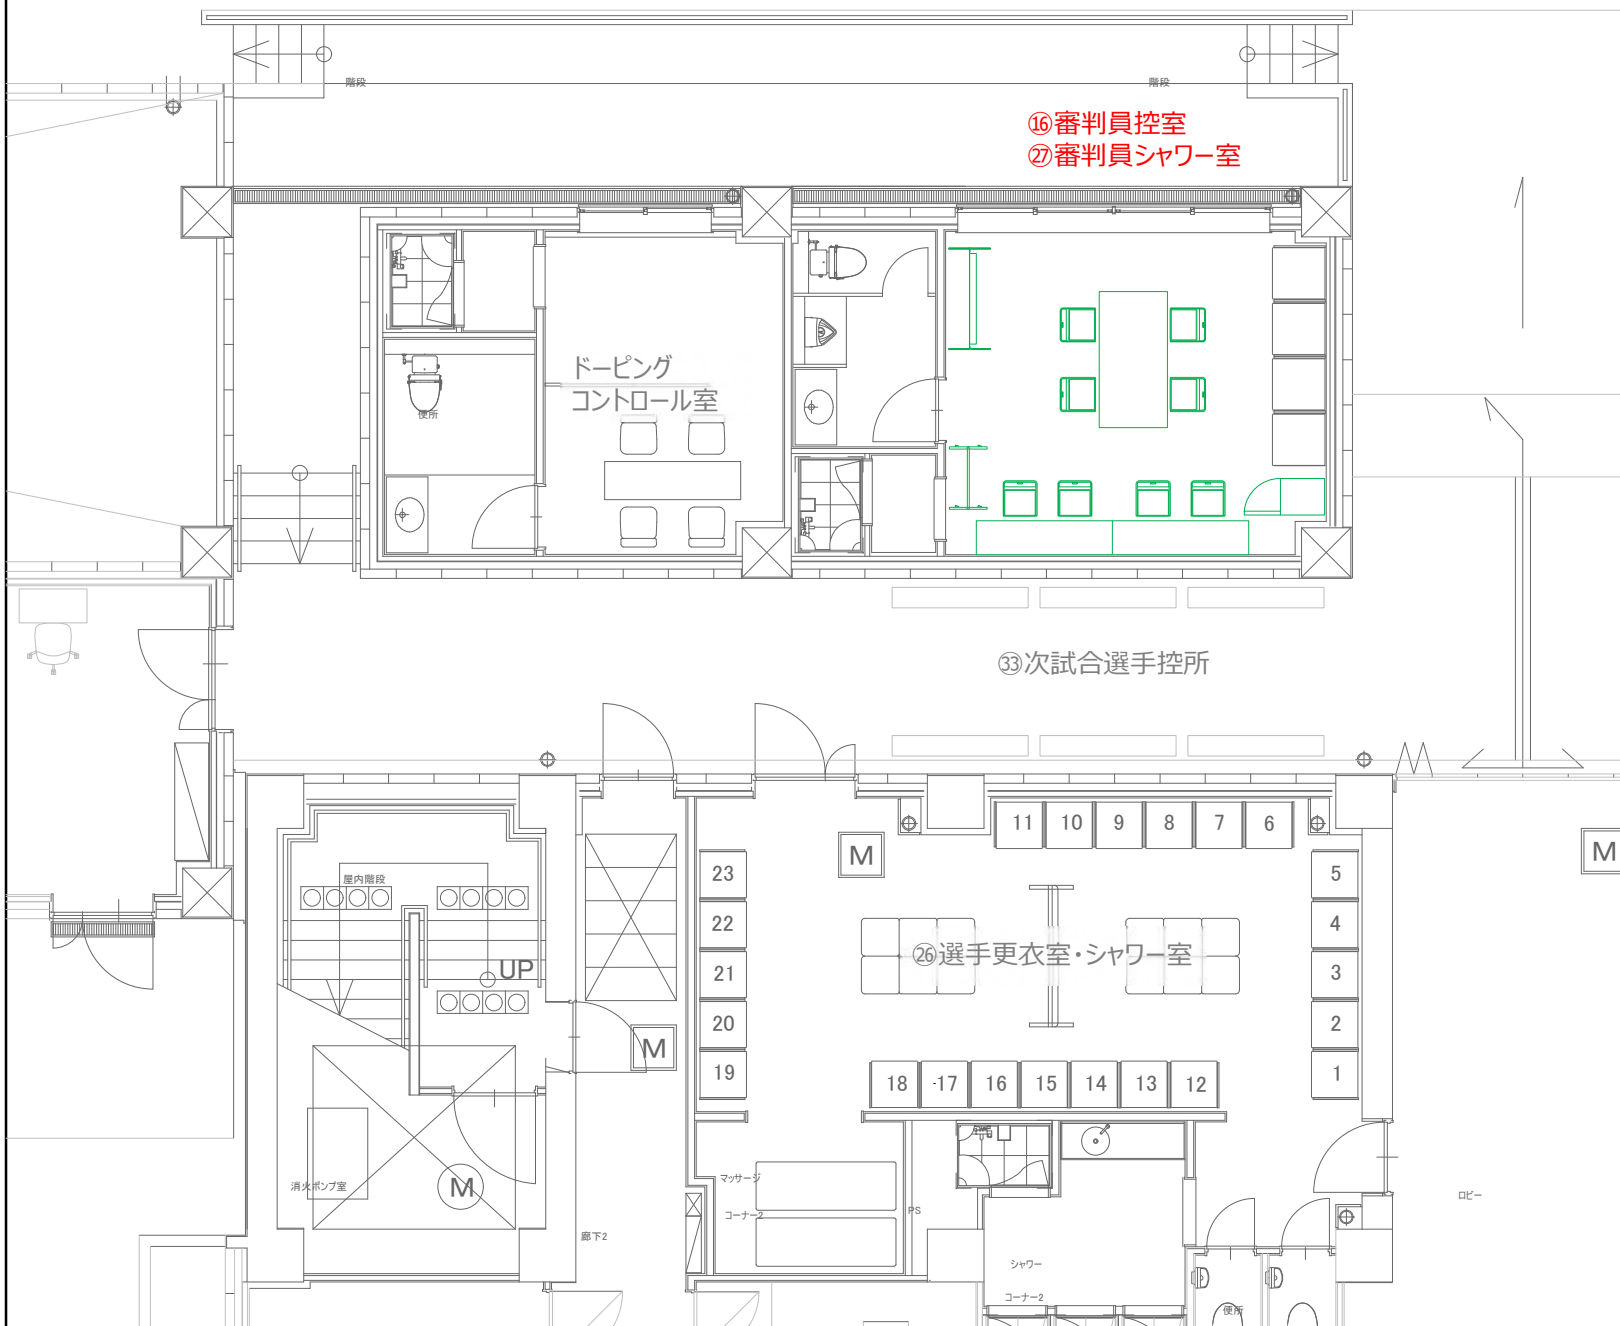 階段
階段
⑯審判員控室
㉗審判員シャワー室
ドーピング
コントロール室
便所
㉝次試合選手控所
11 10 9 8 7 6
M
M
23
5
屋内階段
22
4
㉖選手更衣室・シャワー室
UP
21
3
20
2
M
19
1
18 -17 16 15 14 13 12
マッサージ
コーナー2
消火ポンプ室
M
PS
ロビー
廊下2
シャワー
コーナー2
便所